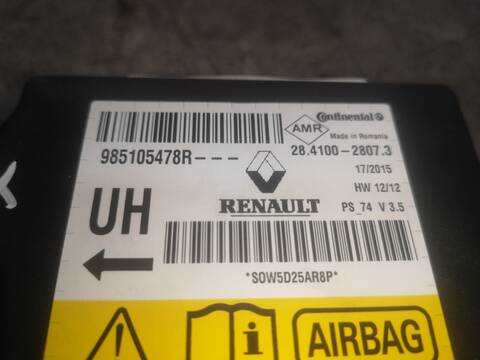 Continental
AMR
Made in Romania
985105478R---
28.4100-2807.3
17/2015
HW 12/12
UH
RENAULT
PS_74 V 3.5
*SOW5D25AR8P*
i
AIRBAG